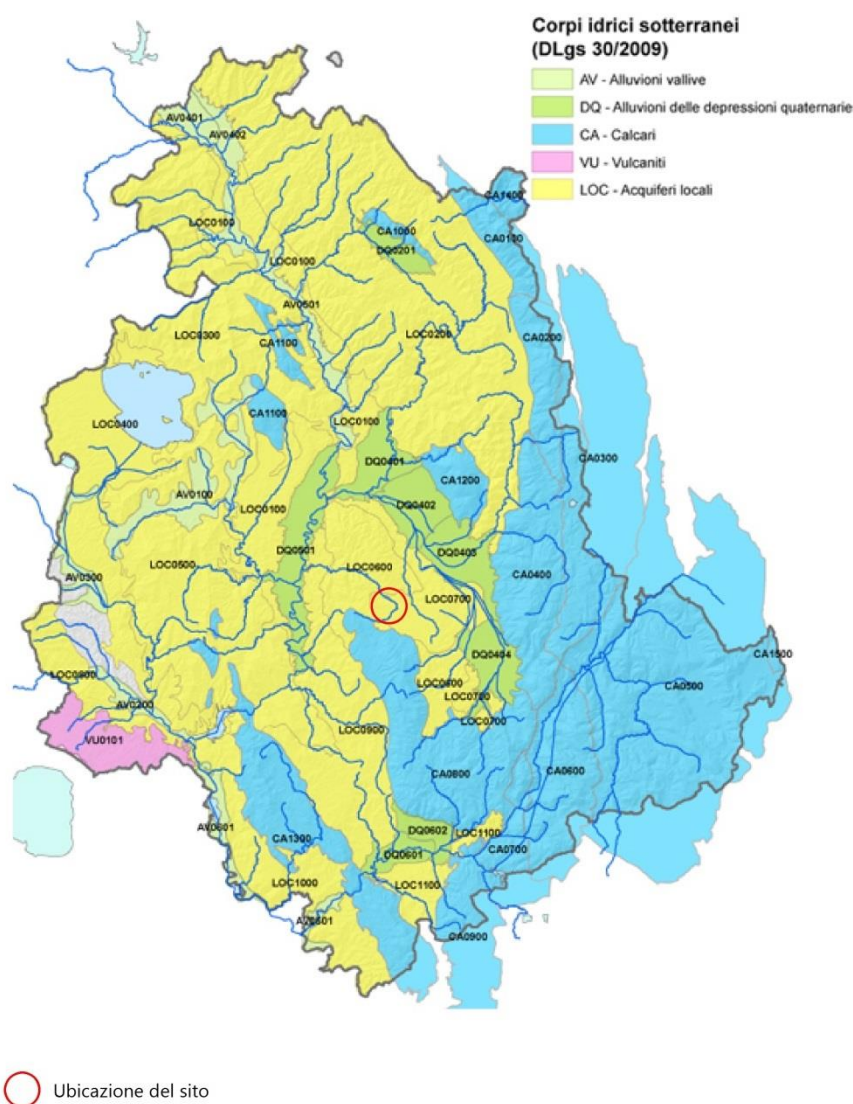 Corpi idrici sotterranei
(DLgs 30/2009)
AV - Alluvioni vallive
DQ - Alluvioni delle depressioni quaternarie
CA - Calcari
VU - Vulcaniti
LOC - Acquiferi locali
AV0401
AV0402
CA1400
LOC0100
CA1000
CA0100
DQ0201
LOC0100
AV0501
LOC0300
LOC0200
CA0200
CA1100
LOC0400
CA1100
LOC0100
DQ0401
CA0300
CA1200
AV0100
DQ0402
LOC0100
DQ0501
DQ0403
LOC0500
LOC0600
CA0400
AV0300
LOC0700
DQ0404
CA1500
LOC0800
LOC0600
CA0500
LOC0700
AV0200
LOC0700
LOC0900
VU0101
CA0800
CA0600
DQ0602
LOC1100
AV0601
CA1300
DQ0601
CA0700
LOC1000
LOC1100
CA0900
Ubicazione del sito